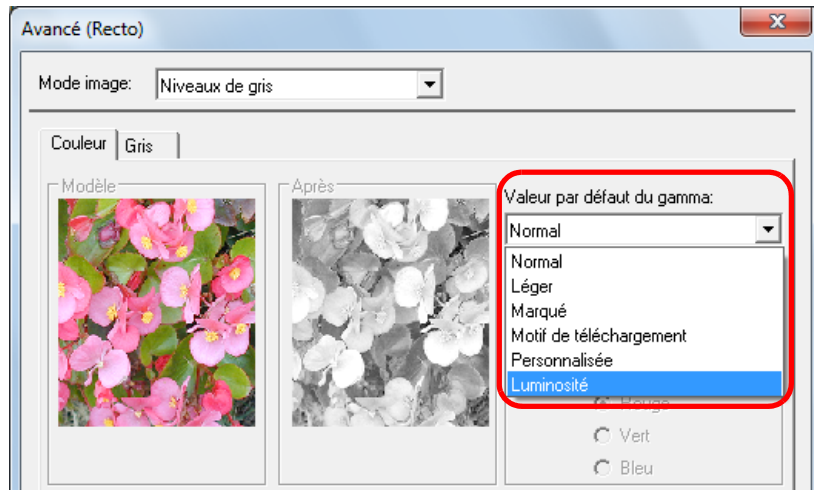 Avancé (Recto)
Mode image: Niveaux de gris
Couleur Gris
Modèle
Après
Valeur par défaut du gamma:
Normal
Normal
Léger
Marqué
Motif de téléchargement
Personnalisée
Luminosité
Rouge
Vert
Bleu